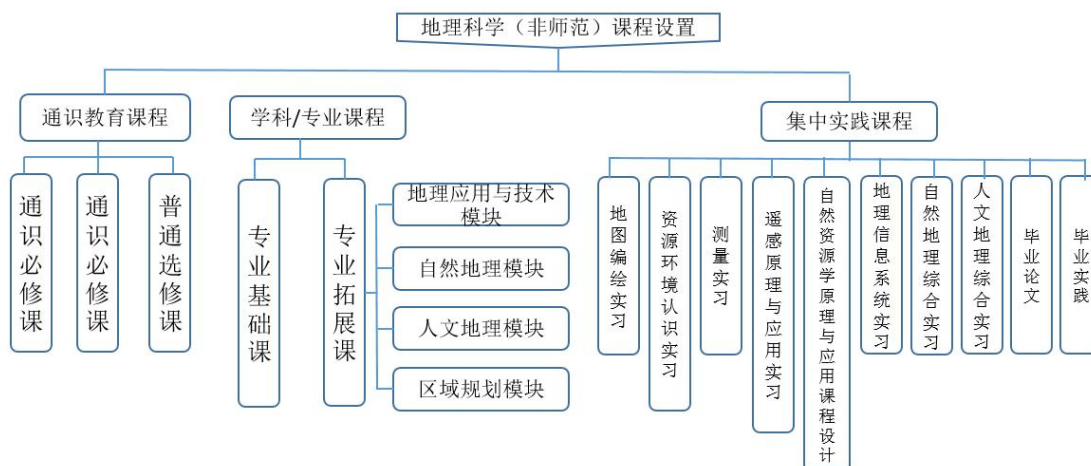 地理科学（非师范）课程设置
通识教育课程
学科/专业课程
集中实践课程
通识必修课
通识必修课
普通选修课
专业基础课
专业拓展课
地理应用与技术
模块
自然地理模块
人文地理模块
区域规划模块
地图编绘实习
资源环境认识实习
测量实习
遥感原理与应用实习
自然资源学原理与应用课程设计
地理信息系统实习
自然地理综合实习
人文地理综合实习
毕业论文
毕业实践